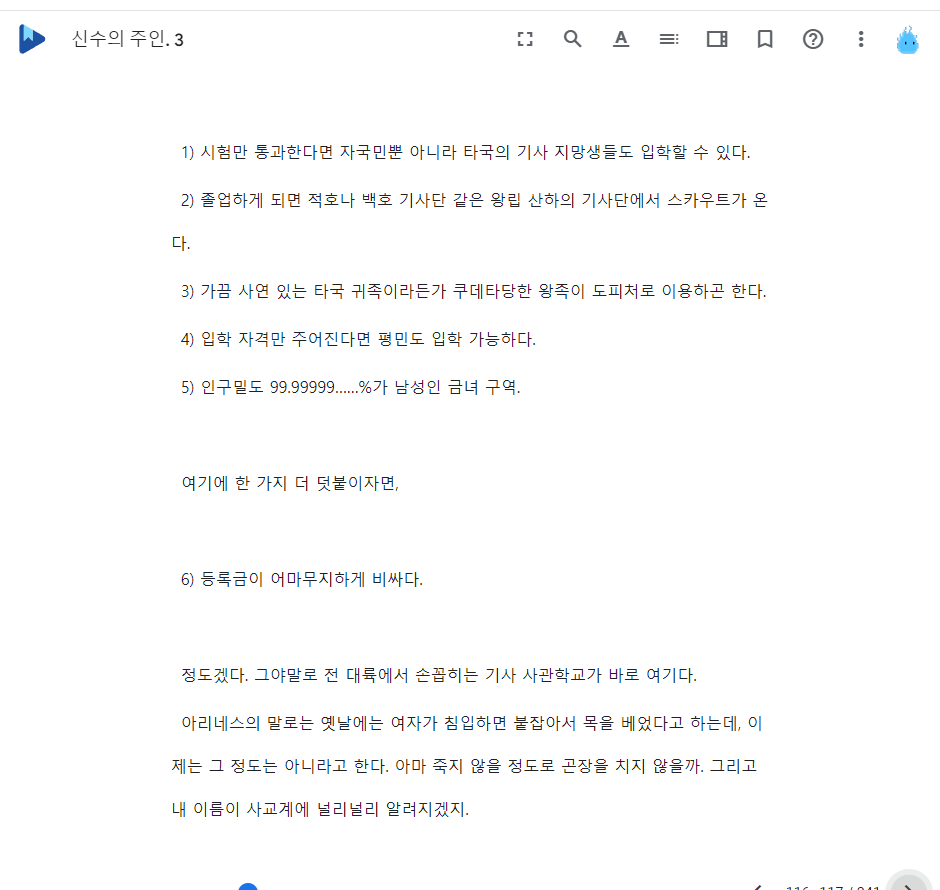 신수의 주인. 3
1) 시험만 통과한다면 자국민뿐 아니라 타국의 기사 지망생들도 입학할 수 있다.
2) 졸업하게 되면 적호나 백호 기사단 같은 왕립 산하의 기사단에서 스카우트가 온
다.
3) 가끔 사연 있는 타국 귀족이라든가 쿠데타당한 왕족이 도피처로 이용하곤 한다.
4) 입학 자격만 주어진다면 평민도 입학 가능하다.
5) 인구밀도 99.99999......%가 남성인 금녀 구역.
여기에 한 가지 더 덧붙이자면,
6) 등록금이 어마무지하게 비싸다.
정도겠다. 그야말로 전 대륙에서 손꼽히는 기사 사관학교가 바로 여기다.
아리네스의 말로는 옛날에는 여자가 침입하면 붙잡아서 목을 베었다고 하는데, 이
제는 그 정도는 아니라고 한다. 아마 죽지 않을 정도로 곤장을 치지 않을까. 그리고
내 이름이 사교계에 널리널리 알려지겠지.